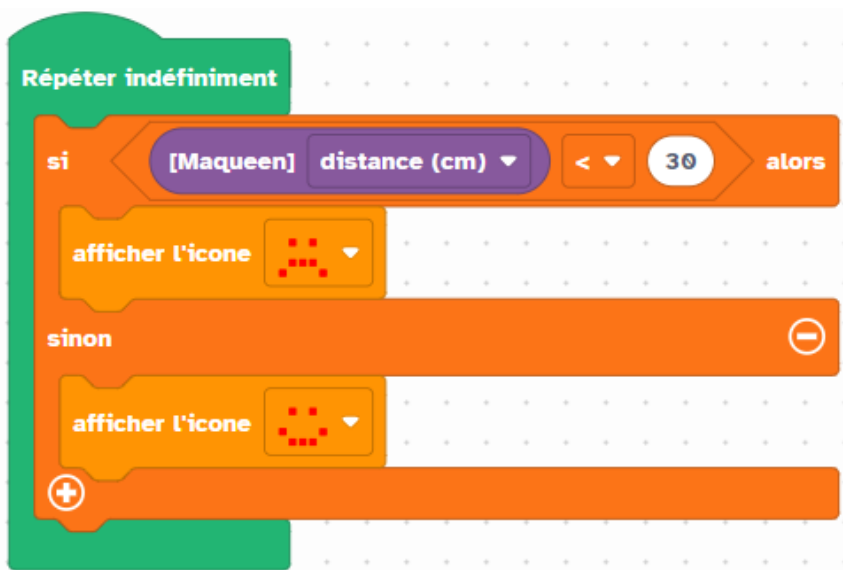 Répéter indéfiniment
si [Maqueen] distance (cm) < 30 alors
afficher l'icone
sinon
afficher l'icone